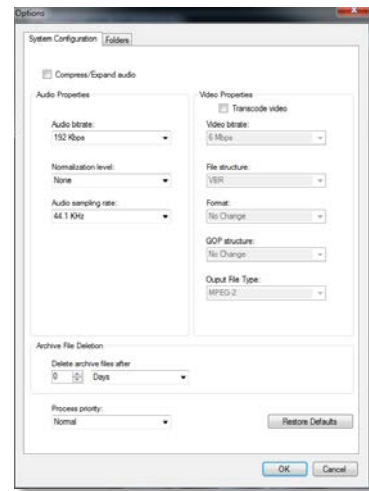 Options
System Configuration
Folders
Compress/Expand audio
Audio Properties
Audio bitrate:
192 Kbps
Normalization level:
None
Audio sampling rate:
44.1 KHz
Video Properties
Transcode video
Video bitrate:
6 Mbps
File structure:
VBR
Format:
No Change
GOP structure:
No Change
Ouput File Type:
MPEG-2
Archive File Deletion
Delete archive files after
0 Days
Process priority:
Normal
Restore Defaults
OK Cancel